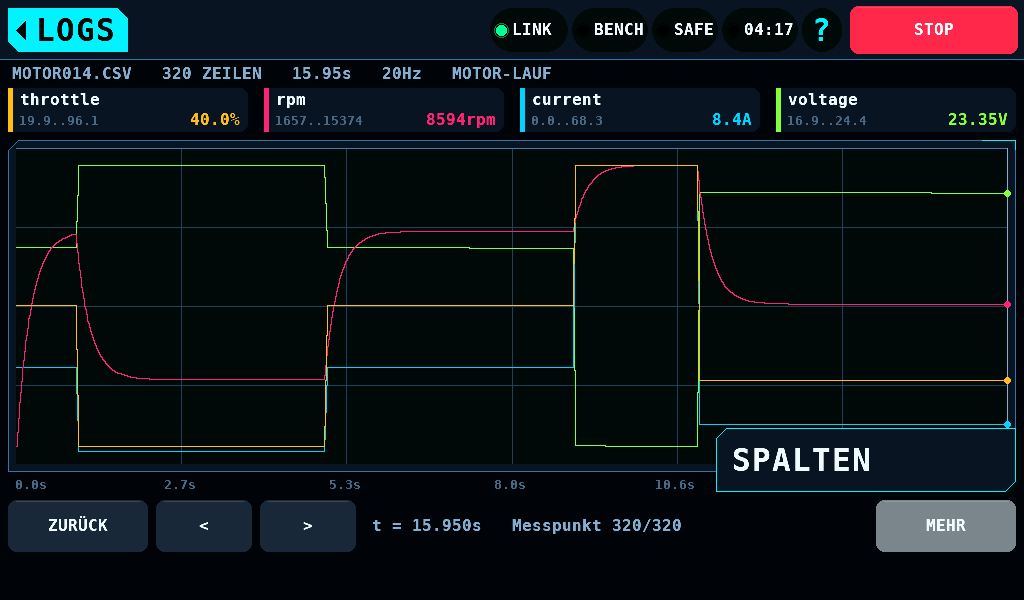 LOGS LINK BENCH SAFE 04:17 ? STOP
MOTOR014.CSV 320 ZEILEN 15.95s 20Hz MOTOR-LAUF
throttle rpm current voltage
19.9..96.1 40.0% 1657..15374 8594rpm 0.0..68.3 8.4A 16.9..24.4 23.35V
0.0s 2.7s 5.3s 8.0s 10.6s
SPALTEN
ZURÜCK < > t = 15.950s Messpunkt 320/320 MEHR